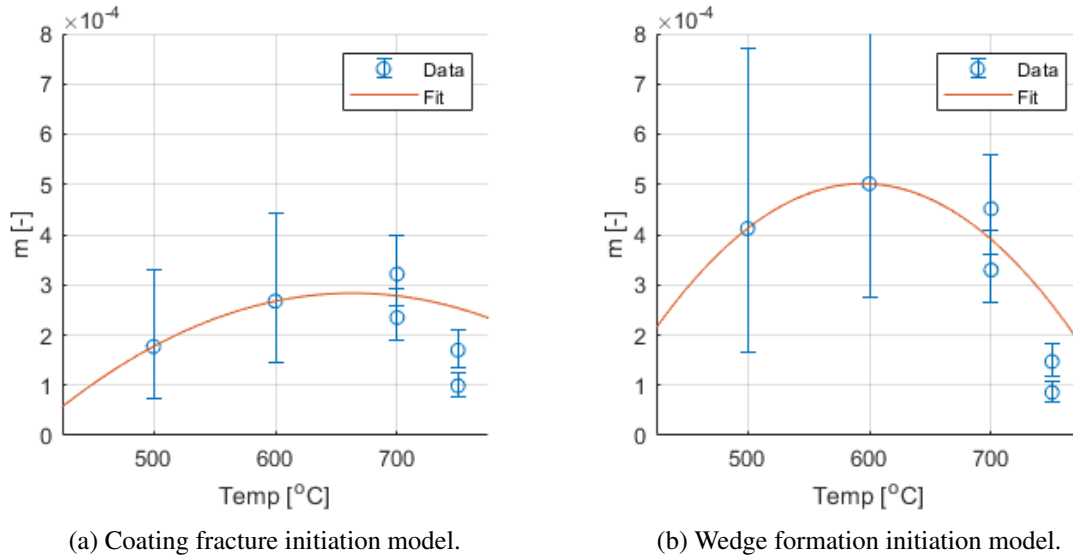 ×10⁻⁴
8
7
6
5
4
3
2
1
0
m [-]
500
600
700
Temp [°C]
Data
Fit
(a) Coating fracture initiation model.
×10⁻⁴
8
7
6
5
4
3
2
1
0
m [-]
500
600
700
Temp [°C]
Data
Fit
(b) Wedge formation initiation model.